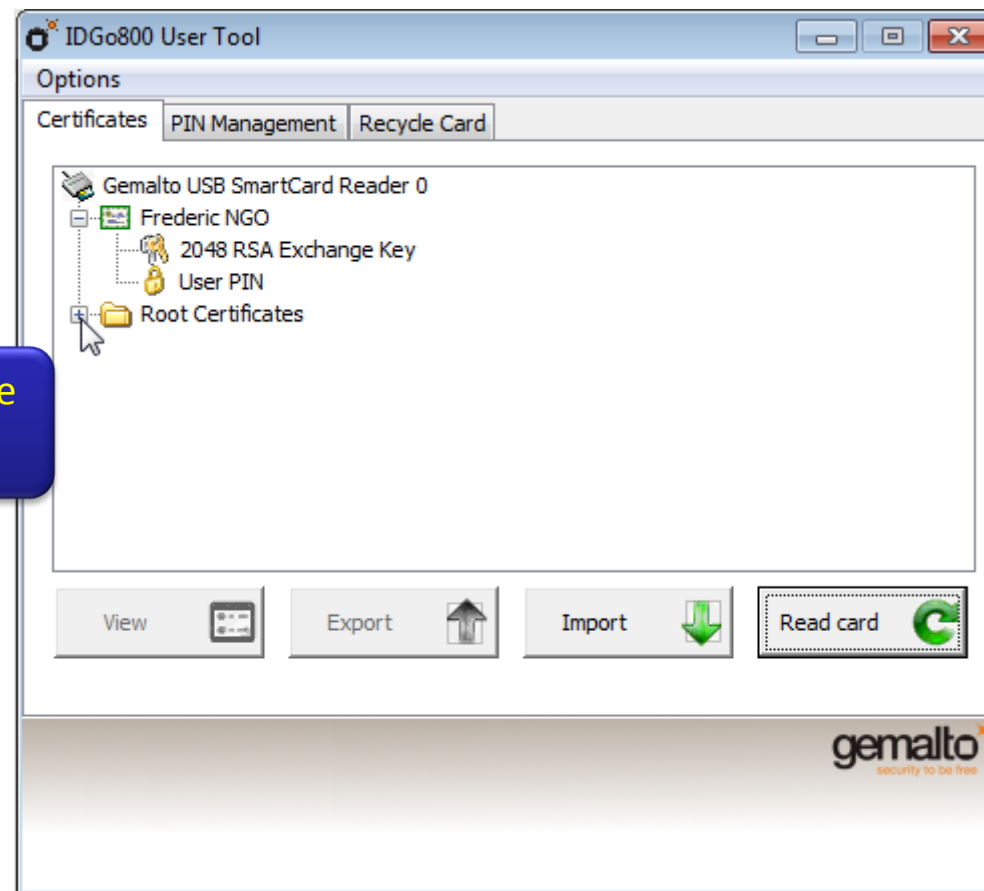 IDGo800 User Tool
Options
Certificates PIN Management Recycle Card
Gemalto USB SmartCard Reader 0
Frederic NGO
2048 RSA Exchange Key
User PIN
Root Certificates
e
View Export Import Read card
gemalto
security to be free